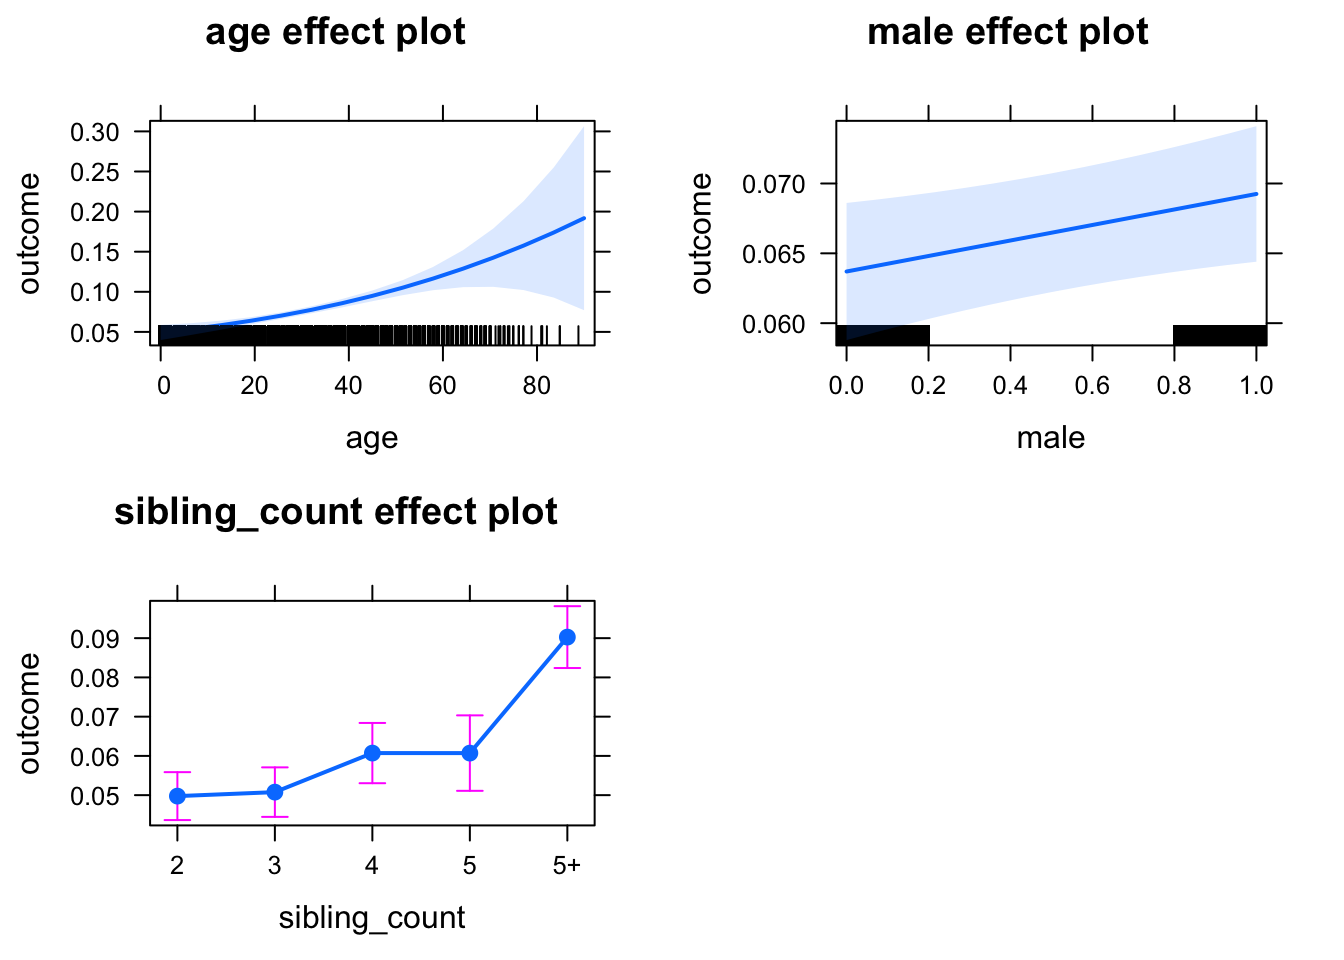 age effect plot
outcome
0.30
0.25
0.20
0.15
0.10
0.05
0 20 40 60 80
age
male effect plot
outcome
0.070
0.065
0.060
0.0 0.2 0.4 0.6 0.8 1.0
male
sibling_count effect plot
outcome
0.09
0.08
0.07
0.06
0.05
2 3 4 5 5+
sibling_count